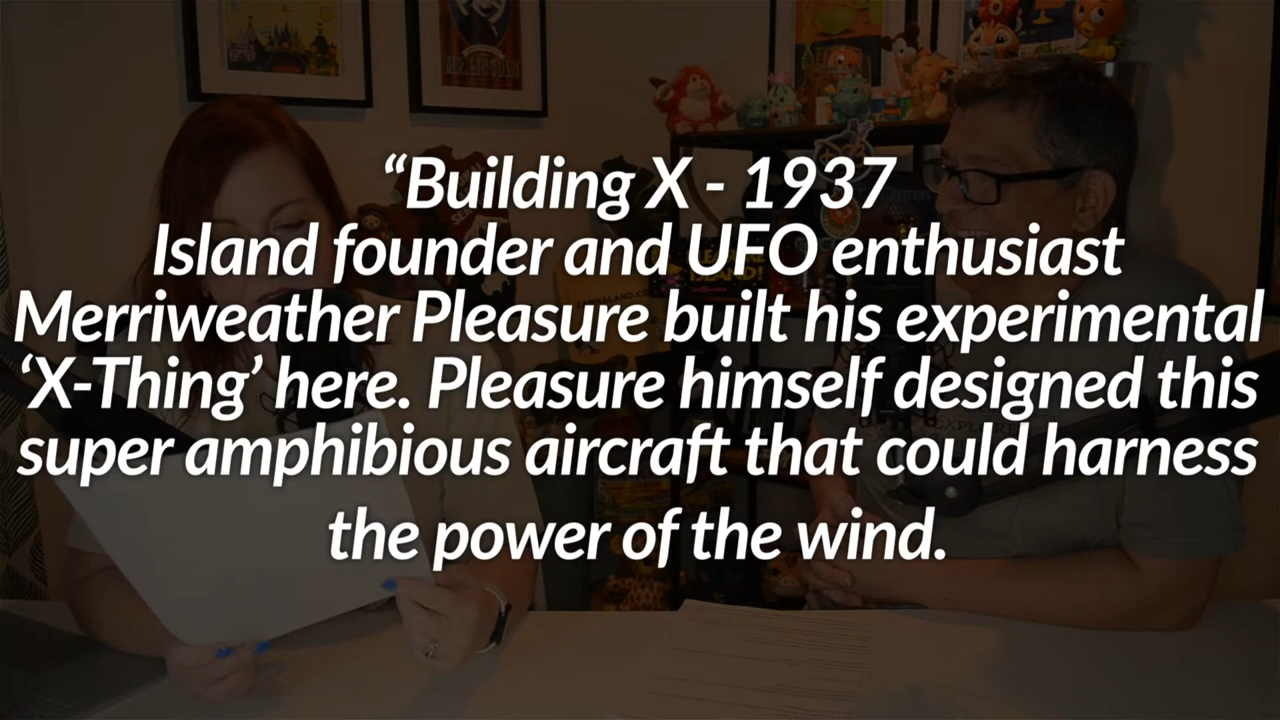 “Building X - 1937
Island founder and UFO enthusiast
Merriweather Pleasure built his experimental
‘X-Thing’ here. Pleasure himself designed this
super amphibious aircraft that could harness
the power of the wind.